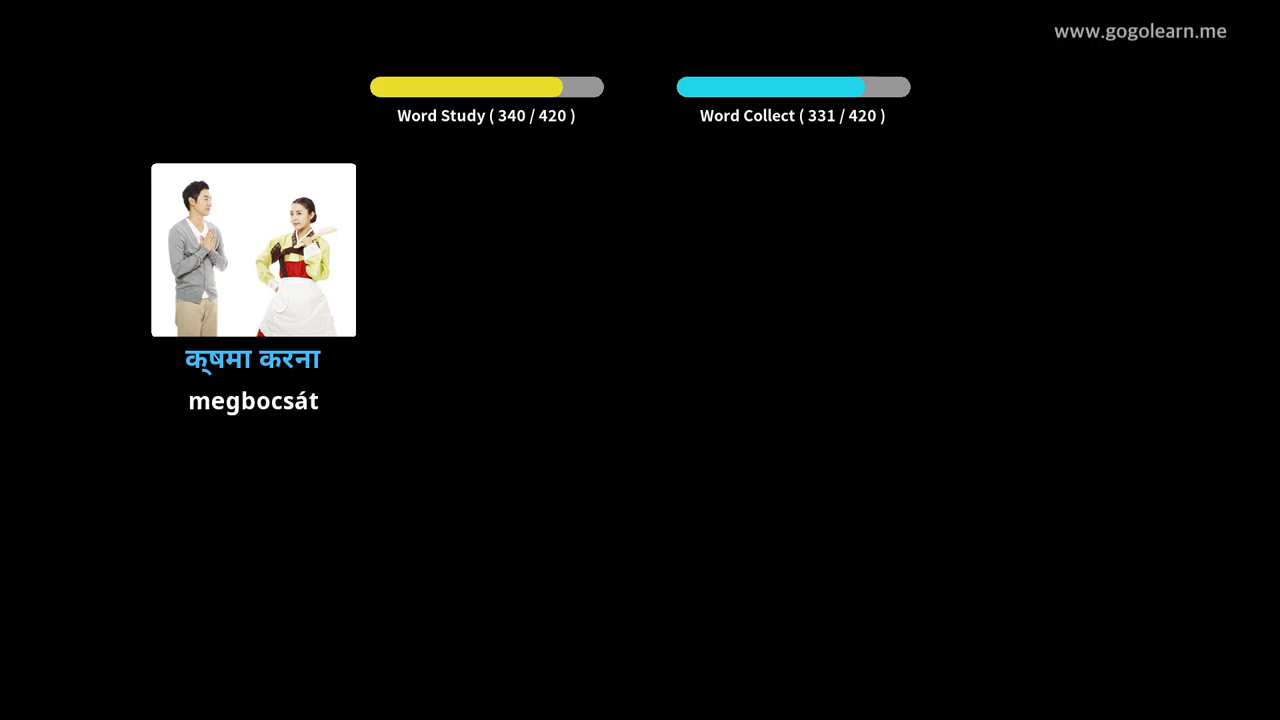 www.gogolearn.me
Word Study ( 340 / 420 )
Word Collect ( 331 / 420 )
क्षमा करना
megbocsát